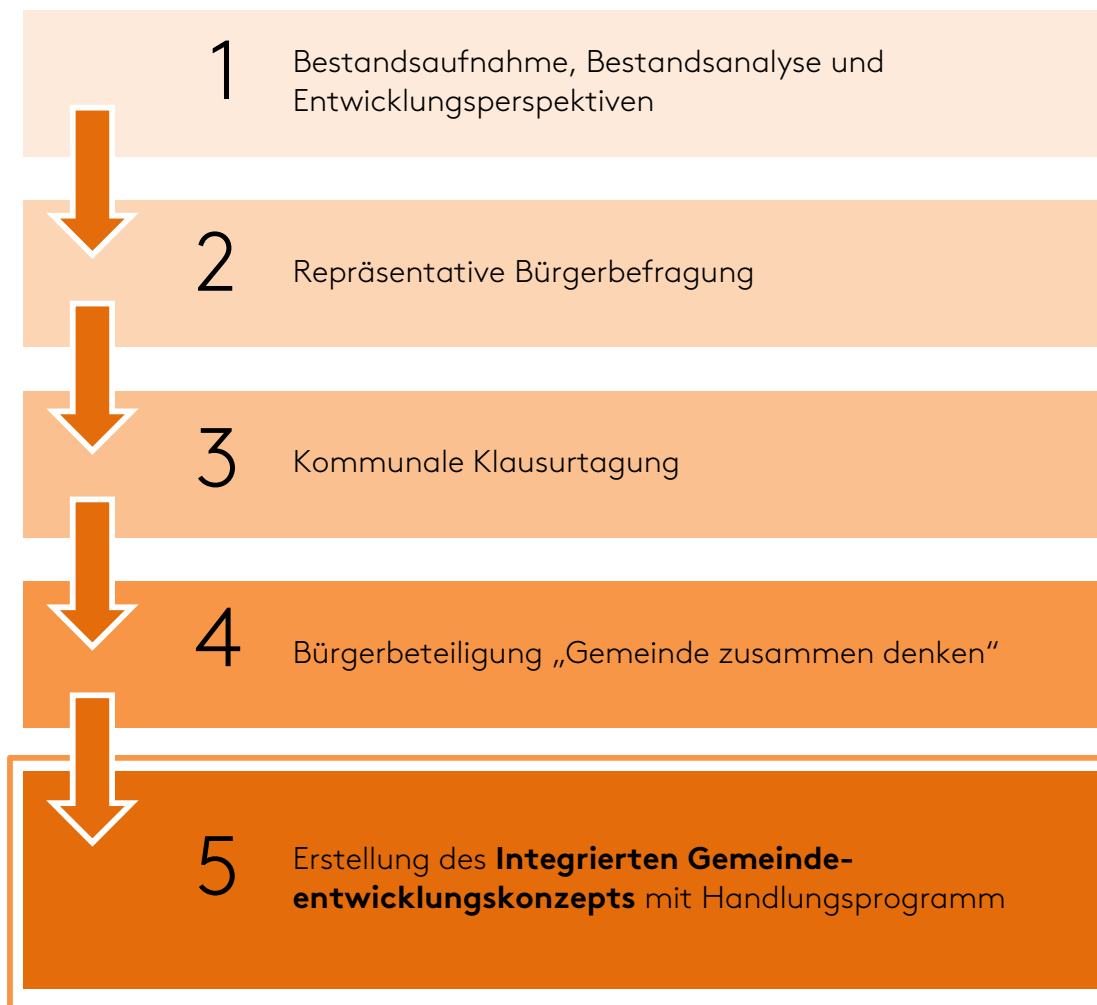 1
Bestandsaufnahme, Bestandsanalyse und
Entwicklungsperspektiven
2
Repräsentative Bürgerbefragung
3
Kommunale Klausurtagung
4
Bürgerbeteiligung „Gemeinde zusammen denken“
5
Erstellung des Integrierten Gemeinde-
entwicklungskonzepts mit Handlungsprogramm